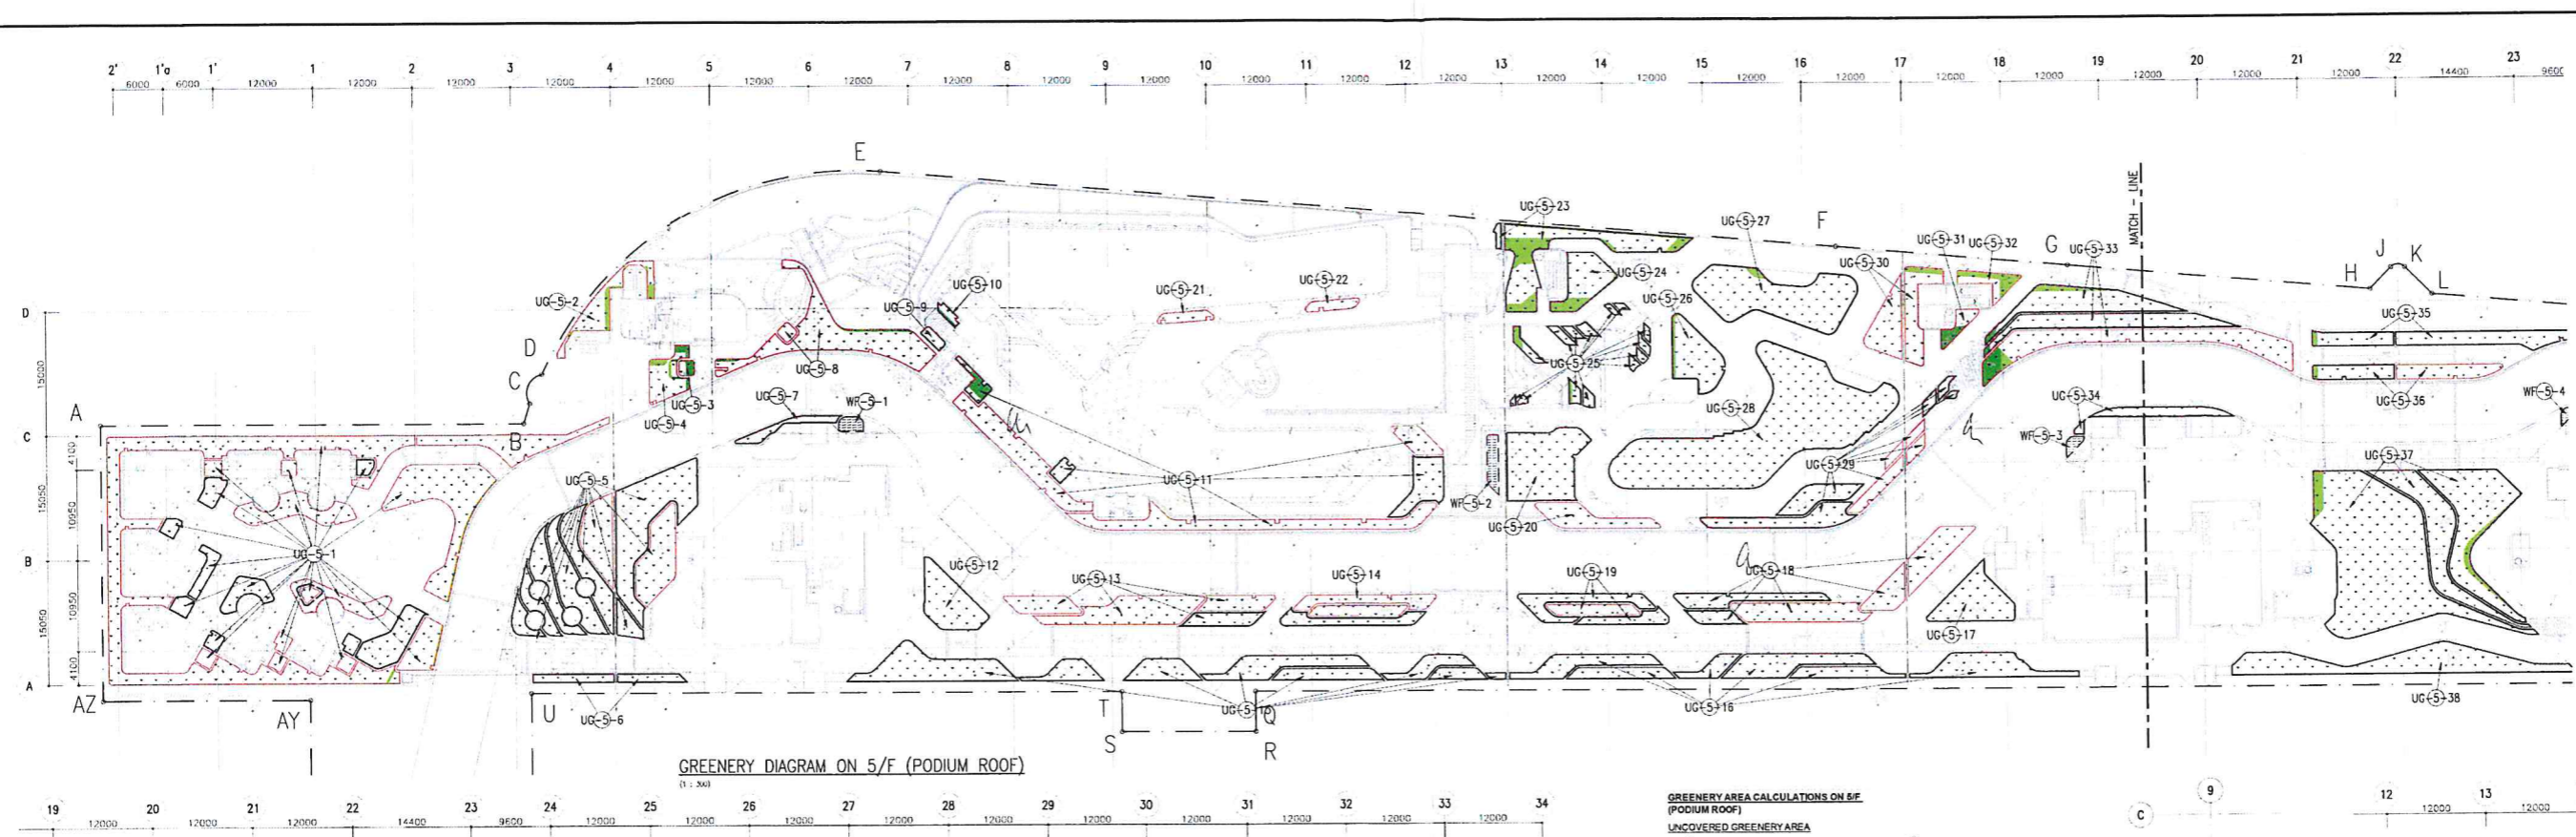 2' 1'a 1' 1 2 3 4 5 6 7 8 9 10 11 12 13 14 15 16 17 18 19 20 21 22 23
6000 6000 12000 12000 12000 12000 12000 12000 12000 12000 12000 12000 12000 12000 12000 12000 12000 12000 12000 12000 12000 12000 12000 14400 9600
E
MATCH - LINE
UG-5-23
UG-5-27
F
UG-5-31
UG-5-32
G
UG-5-33
J
K
H
L
UG-5-30
UG-5-24
UG-5-26
UG-5-22
UG-5-21
UG-5-10
UG-5-9
UG-5-2
D
UG-5-35
D
C
15000
UG-5-8
UG-5-25
UG-5-3
UG-5-7
WF-5-1
UG-5-4
UG-5-28
UG-5-34
UG-5-36
WF-5-4
A
B
C
WF-5-3
4100
UG-5-29
UG-5-37
UG-5-5
UG-5-11
WF-5-2
UG-5-20
15050
10950
UG-5-1
B
UG-5-12
UG-5-13
UG-5-14
UG-5-19
UG-5-18
10950
15050
UG-5-17
4100
A
AZ
AY
U
UG-5-6
T
UG-5-15
Q
UG-5-16
UG-5-38
S
R
GREENERY DIAGRAM ON 5/F (PODIUM ROOF)
(1 : 300)
19 20 21 22 23 24 25 26 27 28 29 30 31 32 33 34
12000 12000 12000 14400 9600 12000 12000 12000 12000 12000 12000 12000 12000 12000 12000
GREENERY AREA CALCULATIONS ON 5/F
(PODIUM ROOF)
UNCOVERED GREENERY AREA
9
C
12 13
12000 12000